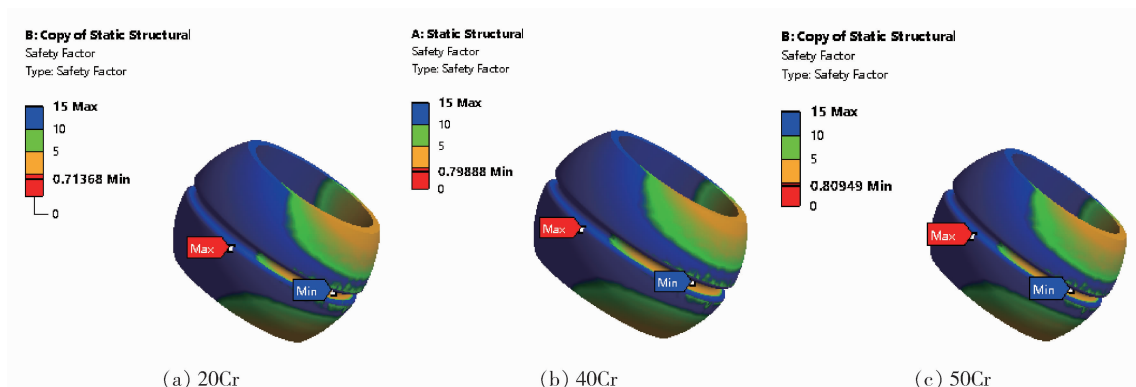 B: Copy of Static Structural
Safety Factor
Type: Safety Factor
15 Max
10
5
0.71368 Min
0
Max
Min
(a) 20Cr
A: Static Structural
Safety Factor
Type: Safety Factor
15 Max
10
5
0.79888 Min
0
Max
Min
(b) 40Cr
B: Copy of Static Structural
Safety Factor
Type: Safety Factor
15 Max
10
5
0.80949 Min
0
Max
Min
(c) 50Cr